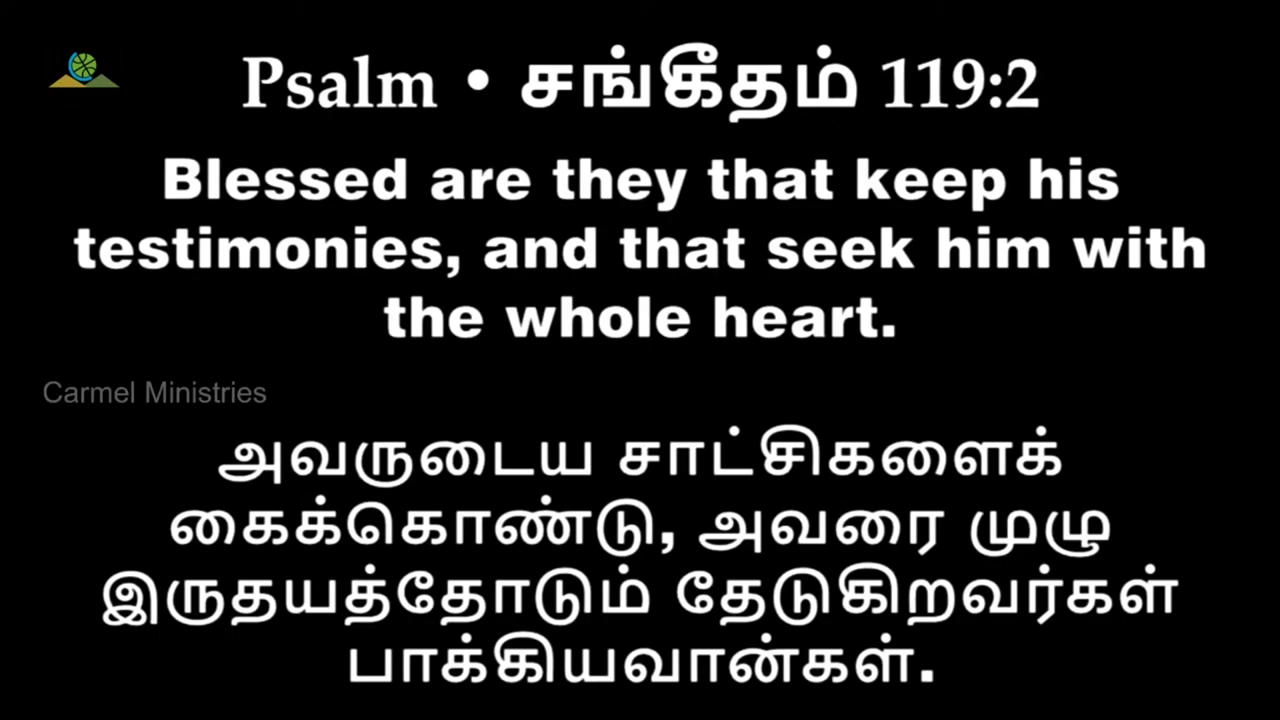 Psalm • சங்கீதம் 119:2
Blessed are they that keep his
testimonies, and that seek him with
the whole heart.
Carmel Ministries
அவருடைய சாட்சிகளைக்
கைக்கொண்டு, அவரை முழு
இருதயத்தோடும் தேடுகிறவர்கள்
பாக்கியவான்கள்.